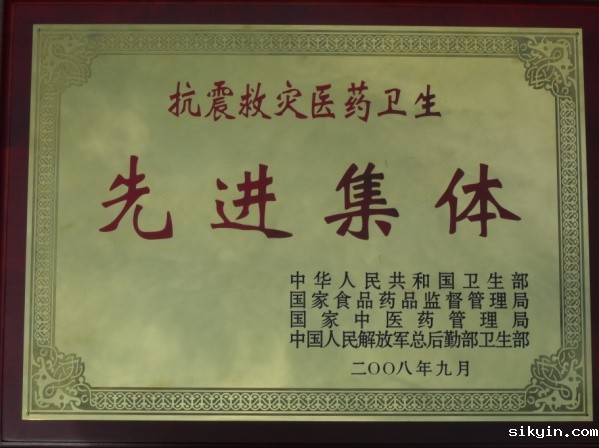 抗震救灾医药卫生
先进集体
中华人民共和国卫生部
国家食品药品监督管理局
国家中医药管理局
中国人民解放军总后勤部卫生部
二〇〇八年九月
sikyin.com